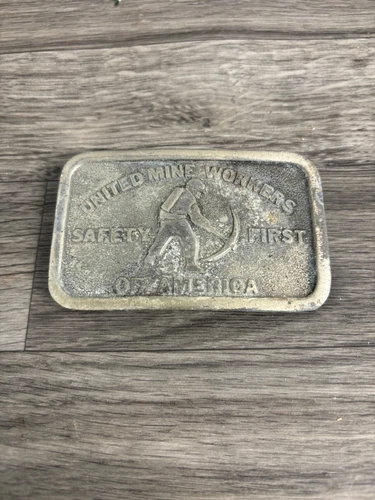 UNITED MINE WORKERS
SAFETY FIRST
OF AMERICA